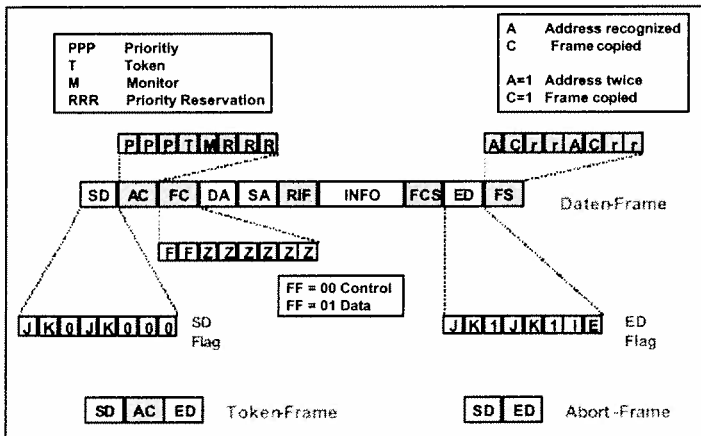 PPP Prioritiy
T Token
M Monitor
RRR Priority Reservation
A Address recognized
C Frame copied
A=1 Address twice
C=1 Frame copied
P P P T M R R R
A C r r A C r r
SD AC FC DA SA RIF INFO FCS ED FS
Daten-Frame
F F Z Z Z Z Z Z
FF = 00 Control
FF = 01 Data
J K 0 J K 0 0 0
SD
Flag
J K 1 J K 1 I E
ED
Flag
SD AC ED Token-Frame
SD ED Abort-Frame